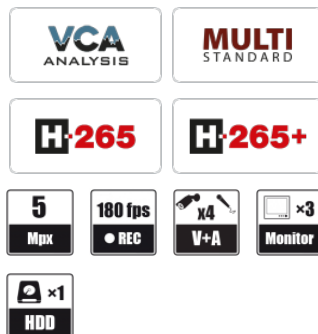 VCA
ANALYSIS
MULTI
STANDARD
H·265
H·265+
5
Mpx
180 fps
● REC
x4
V+A
×3
Monitor
×1
HDD